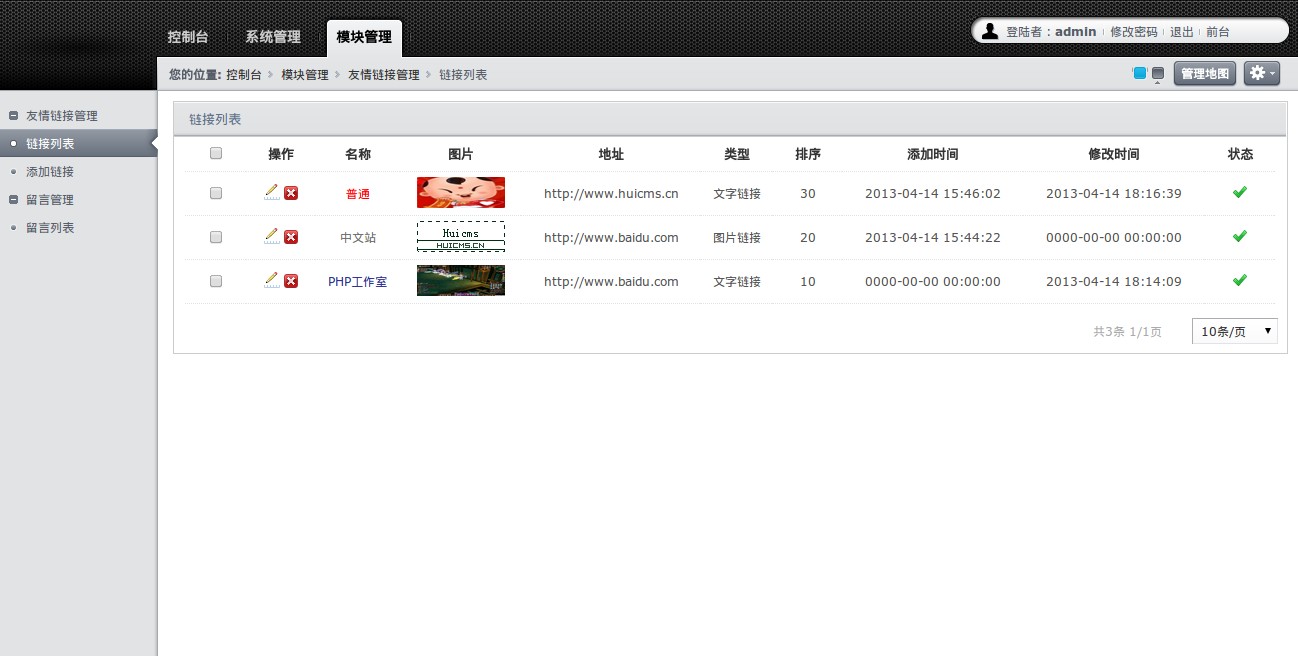 控制台 系统管理 模块管理
登陆者：admin 修改密码 退出 前台
您的位置: 控制台 模块管理 友情链接管理 链接列表
管理地图
友情链接管理
链接列表
添加链接
留言管理
留言列表
链接列表
操作 名称 图片 地址 类型 排序 添加时间 修改时间 状态
普通 http://www.huicms.cn 文字链接 30 2013-04-14 15:46:02 2013-04-14 18:16:39
中文站 Huicms http://www.baidu.com 图片链接 20 2013-04-14 15:44:22 0000-00-00 00:00:00
HUICMS.CN
PHP工作室 http://www.baidu.com 文字链接 10 0000-00-00 00:00:00 2013-04-14 18:14:09
共3条 1/1页 10条/页